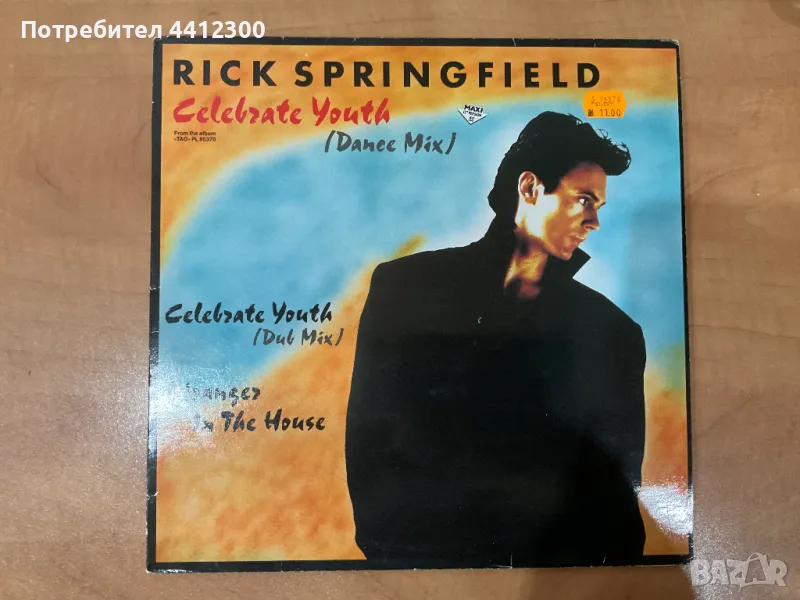 Потребител 4412300
RICK SPRINGFIELD
Celebrate Youth
(Dance Mix)
From the album
»TAO« PL 85370
MAXI
11.00
Celebrate Youth
(Dub Mix)
In The House
BAZAR